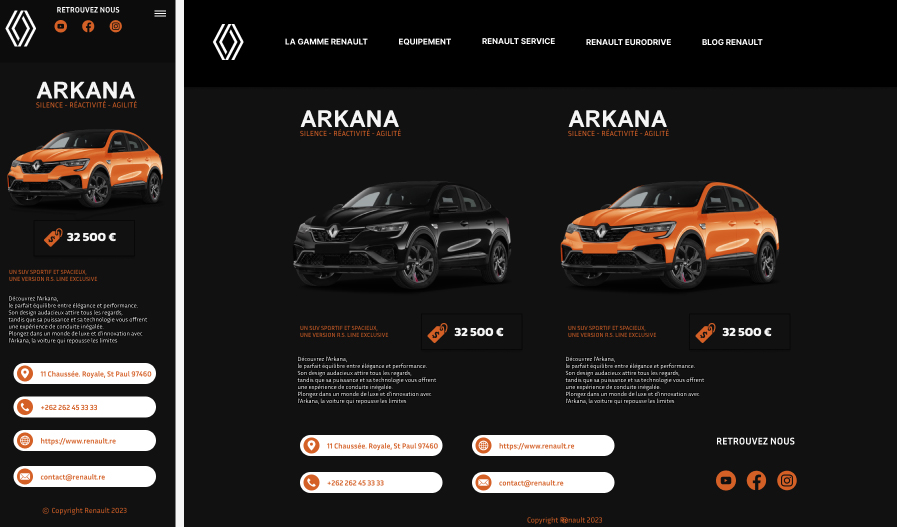 RETROUVEZ NOUS
ARKANA
SILENCE - RÉACTIVITÉ - AGILITÉ
32 500 €
UN SUV SPORTIF ET SPACIEUX,
UNE VERSION R.S. LINE EXCLUSIVE
Découvrez l'Arkana,
le parfait équilibre entre élégance et performance.
Son design audacieux attire tous les regards,
tandis que sa puissance et sa technologie vous offrent
une expérience de conduite inégalée.
Plongez dans un monde de luxe et d'innovation avec
l'Arkana, la voiture qui repousse les limites
11 Chaussée. Royale, St Paul 97460
+262 262 45 33 33
https://www.renault.re
contact@renault.re
© Copyright Renault 2023
LA GAMME RENAULT
EQUIPEMENT
RENAULT SERVICE
RENAULT EURODRIVE
BLOG RENAULT
ARKANA
SILENCE - RÉACTIVITÉ - AGILITÉ
UN SUV SPORTIF ET SPACIEUX,
UNE VERSION R.S. LINE EXCLUSIVE
32 500 €
Découvrez l'Arkana,
le parfait équilibre entre élégance et performance.
Son design audacieux attire tous les regards,
tandis que sa puissance et sa technologie vous offrent
une expérience de conduite inégalée.
Plongez dans un monde de luxe et d'innovation avec
l'Arkana, la voiture qui repousse les limites
ARKANA
SILENCE - RÉACTIVITÉ - AGILITÉ
UN SUV SPORTIF ET SPACIEUX,
UNE VERSION R.S. LINE EXCLUSIVE
32 500 €
Découvrez l'Arkana,
le parfait équilibre entre élégance et performance.
Son design audacieux attire tous les regards,
tandis que sa puissance et sa technologie vous offrent
une expérience de conduite inégalée.
Plongez dans un monde de luxe et d'innovation avec
l'Arkana, la voiture qui repousse les limites
11 Chaussée. Royale, St Paul 97460
https://www.renault.re
+262 262 45 33 33
contact@renault.re
RETROUVEZ NOUS
Copyright Renault 2023